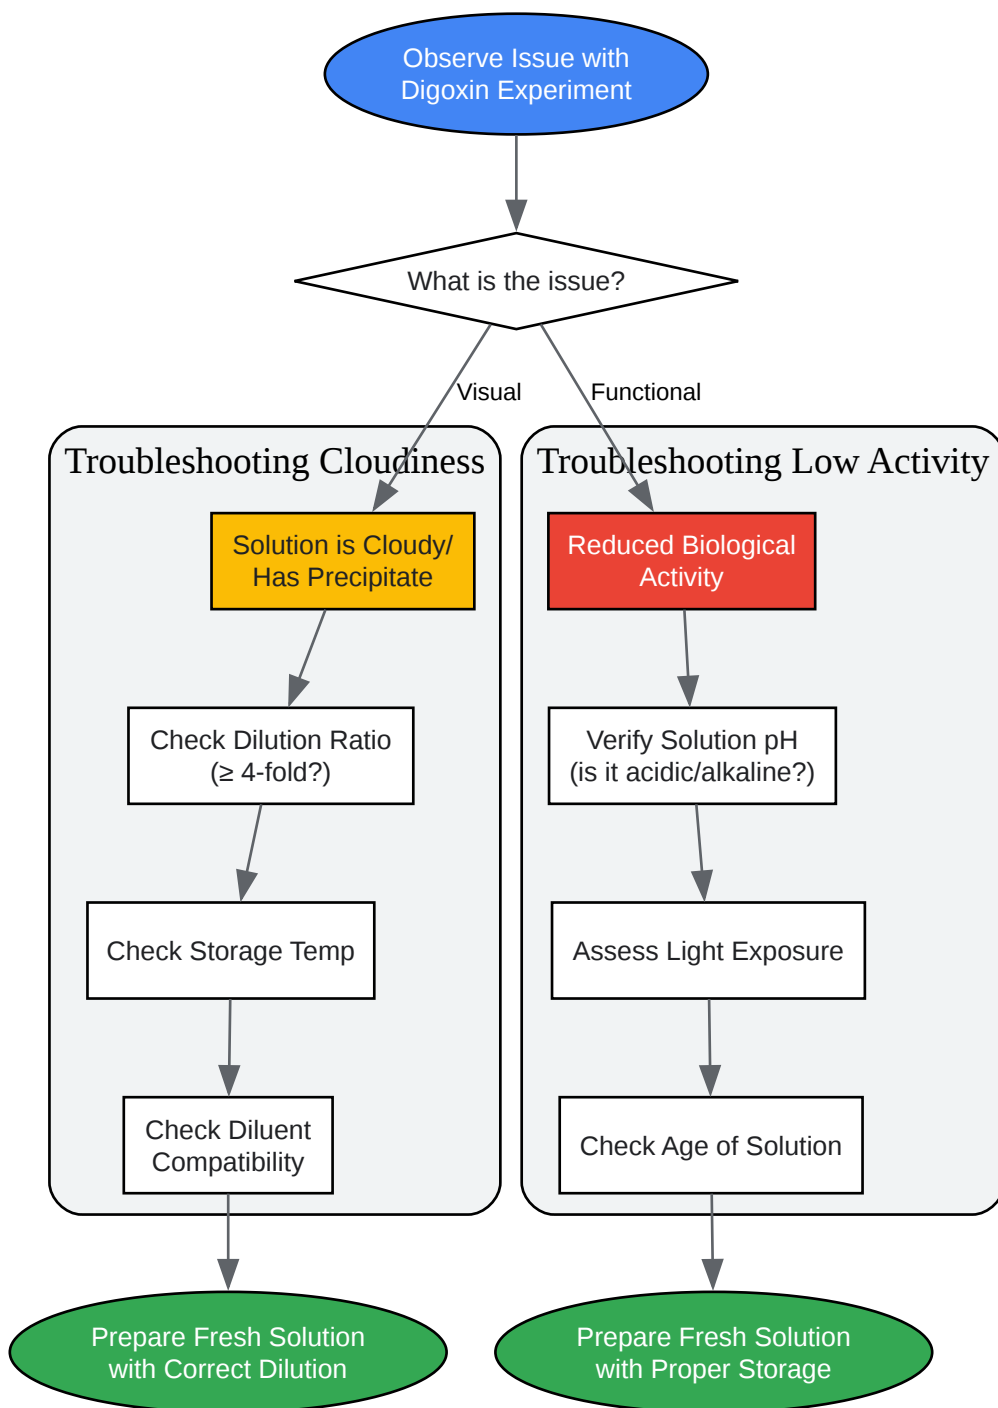 Observe Issue with
Digoxin Experiment
What is the issue?
Visual
Functional
Troubleshooting Cloudiness
Solution is Cloudy/
Has Precipitate
Check Dilution Ratio
(≥ 4-fold?)
Check Storage Temp
Check Diluent
Compatibility
Prepare Fresh Solution
with Correct Dilution
Troubleshooting Low Activity
Reduced Biological
Activity
Verify Solution pH
(is it acidic/alkaline?)
Assess Light Exposure
Check Age of Solution
Prepare Fresh Solution
with Proper Storage